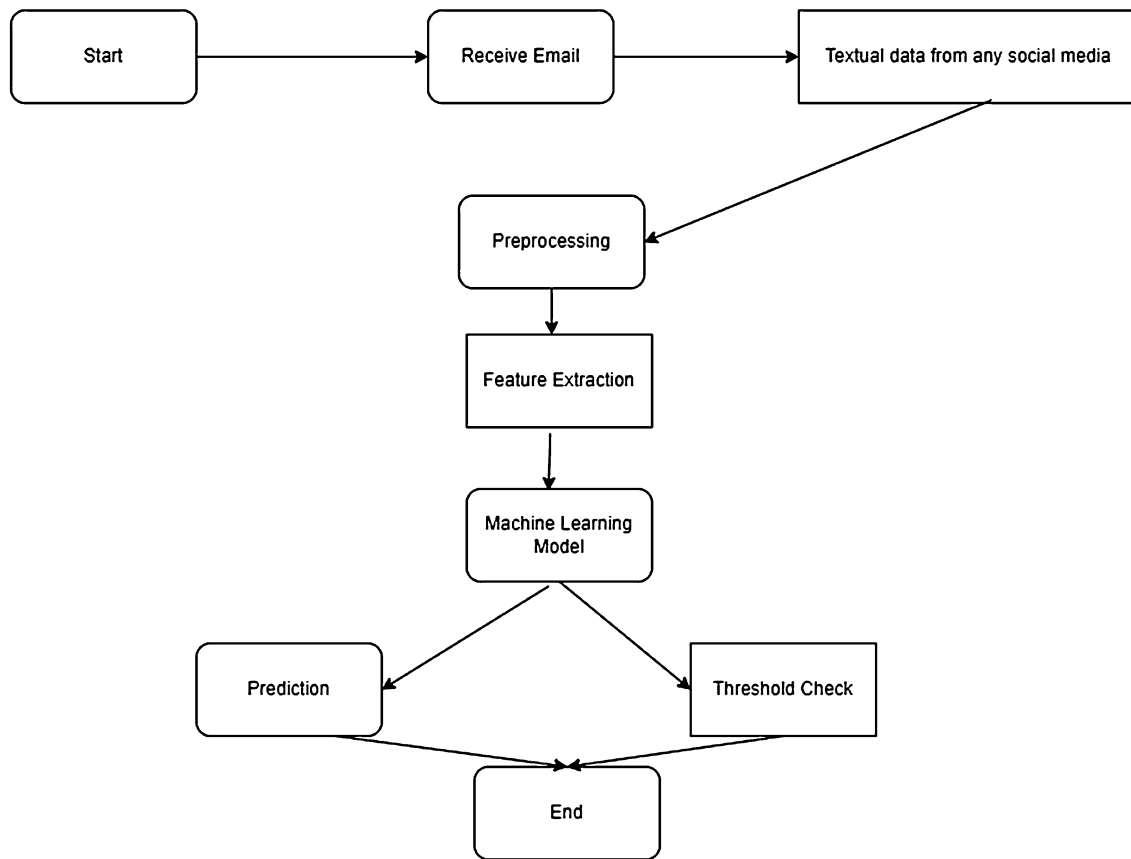 Start
Receive Email
Textual data from any social media
Preprocessing
Feature Extraction
Machine Learning
Model
Prediction
Threshold Check
End